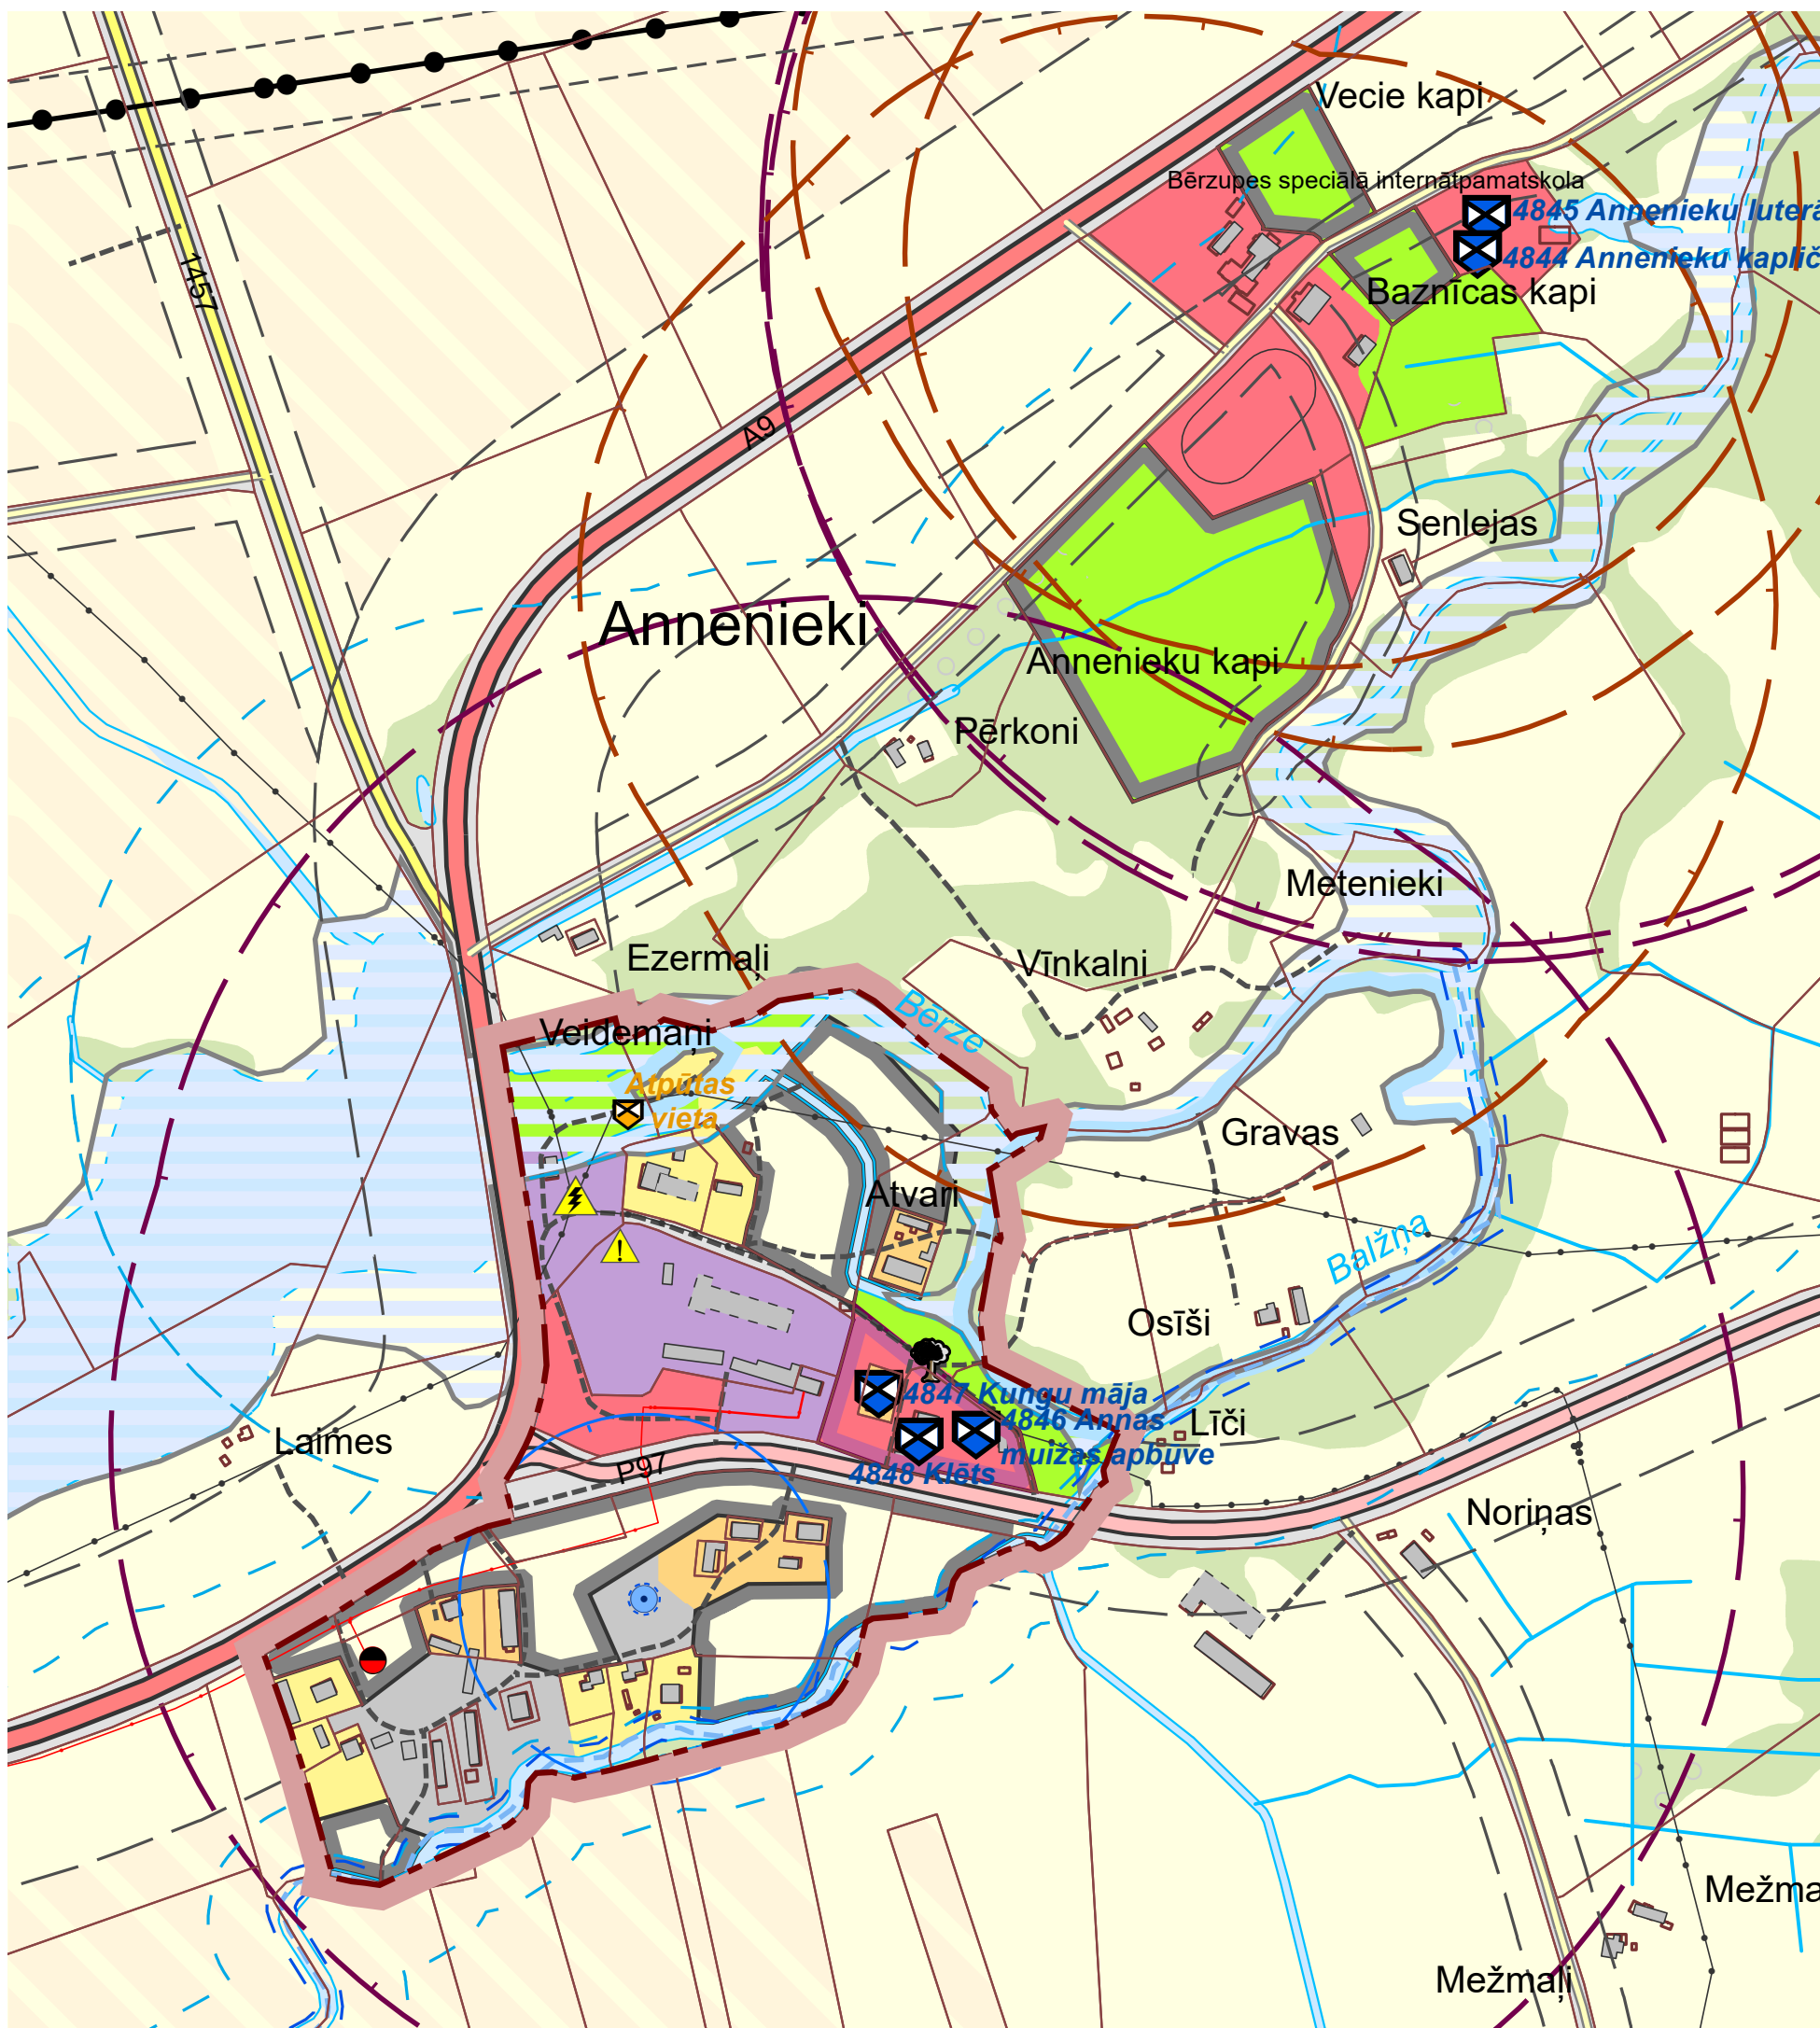 Vecie kapi
Bērzupes speciālā internātpamatskola
4845 Annenieku luterā
4844 Annenieku kaplič
Baznīcas kapi
1457
A9
Senlejas
Annenieki
Annenieku kapi
Pērkoni
Metenieki
Ezermaļi
Vīnkalni
Bērze
Veidemaņi
Atpūtas
vieta
Gravas
Atvari
Balžņa
Osīši
4847 Kungu māja
4846 Annas
muižas apbūve
Līči
Laimes
P97
4848 Klēts
Noriņas
Mežma
Mežmaļi